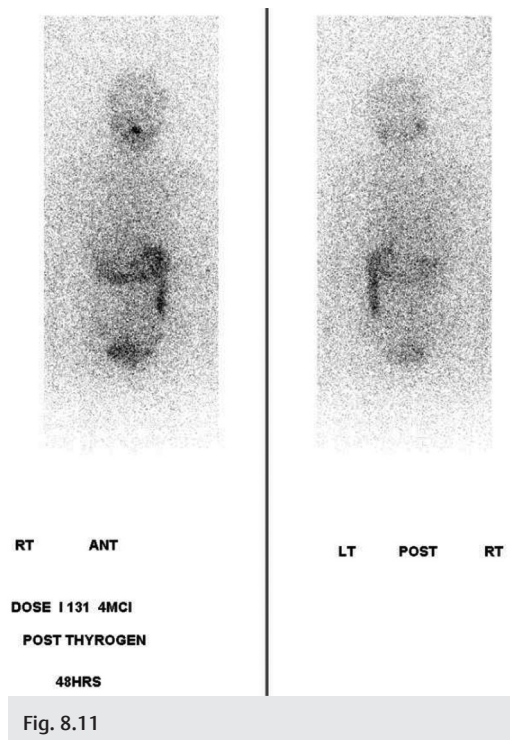 RT ANT
LT POST RT
DOSE I 131 4MCI
POST THYROGEN
48HRS
Fig. 8.11